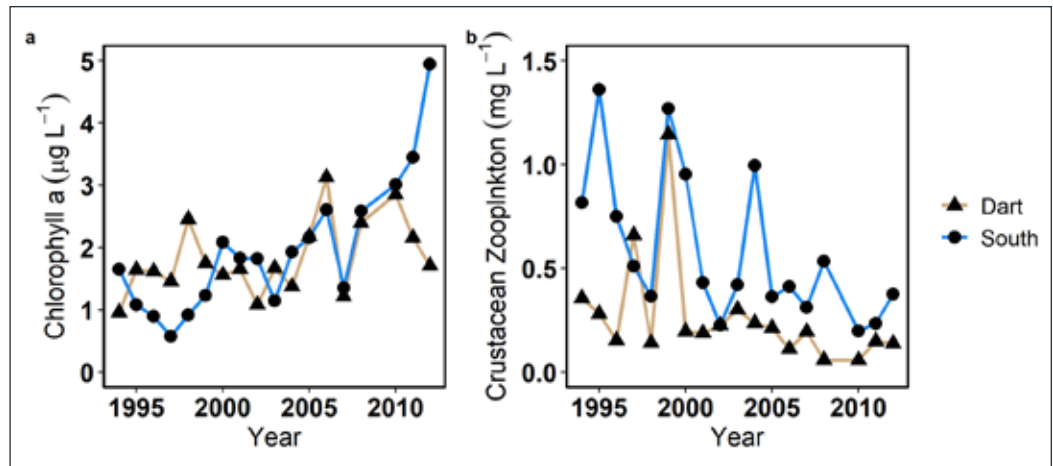 a
Chlorophyll a (μg L⁻¹)
5
4
3
2
1
0
1995 2000 2005 2010
Year
b
Crustacean Zooplnkton (mg L⁻¹)
1.5
1.0
0.5
0.0
1995 2000 2005 2010
Year
Dart
South